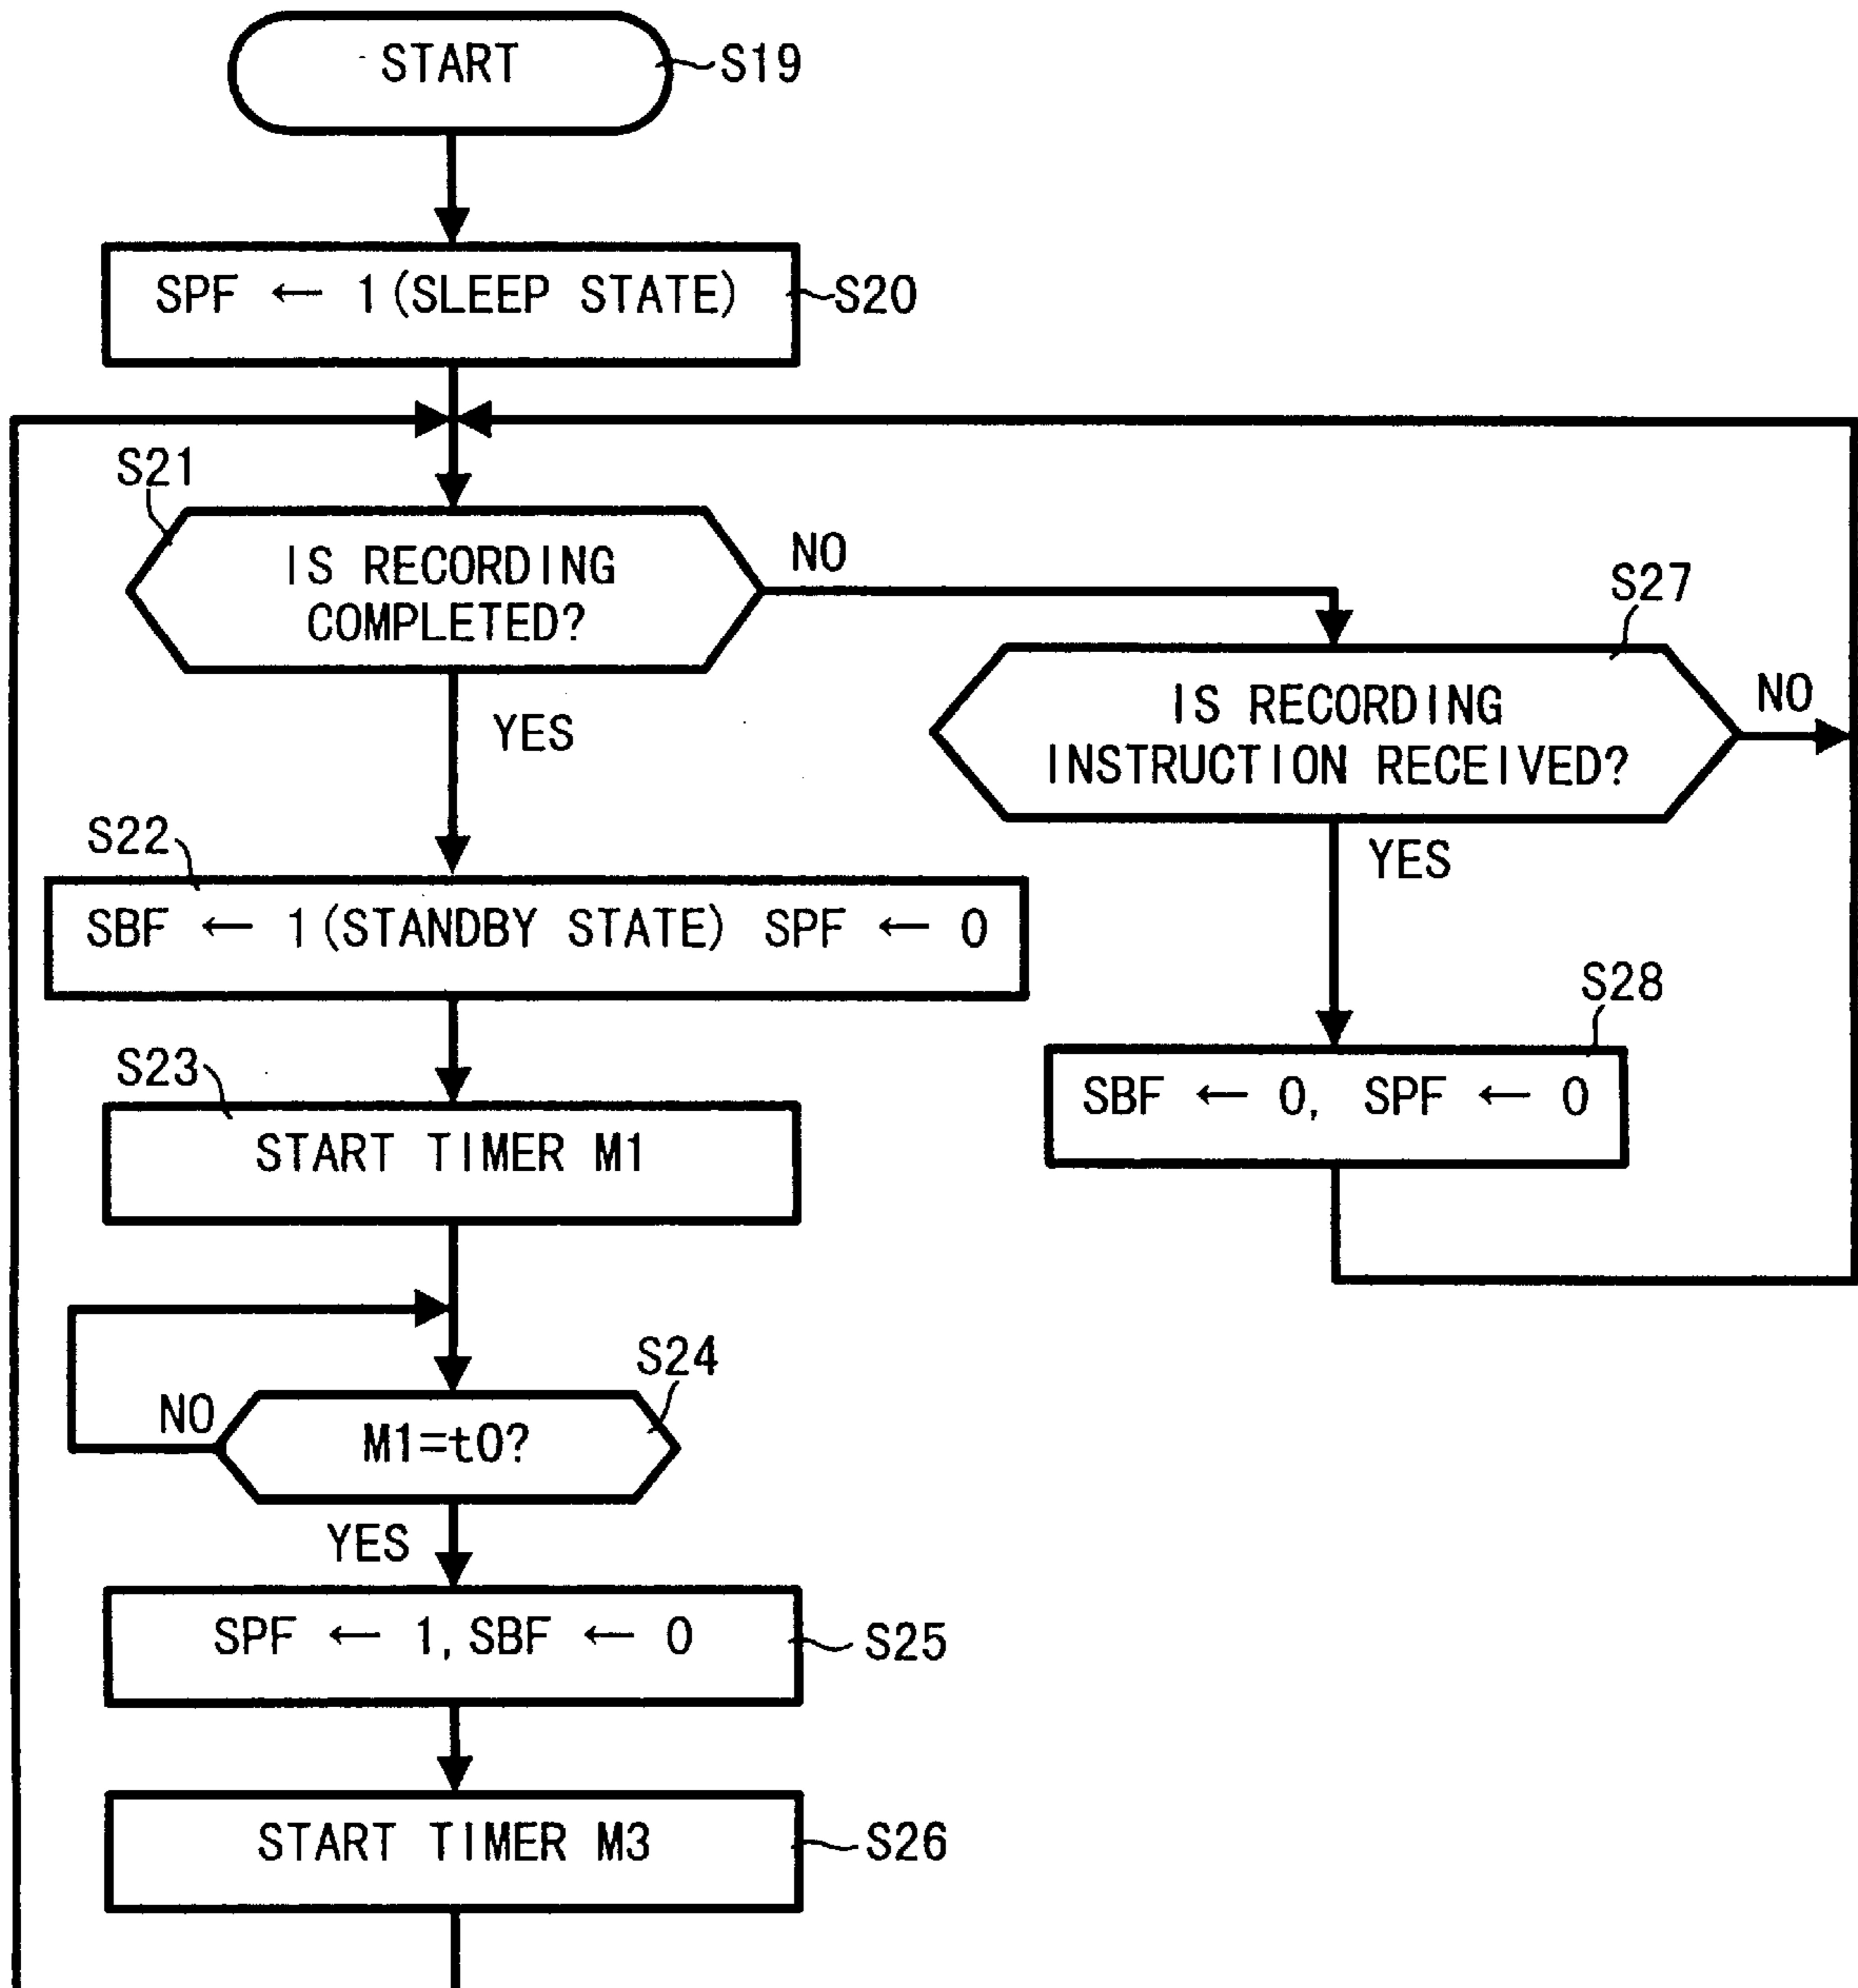 START
S19
SPF ← 1(SLEEP STATE)
S20
S21
IS RECORDING
COMPLETED?
NO
S27
IS RECORDING
INSTRUCTION RECEIVED?
NO
YES
YES
S22
SBF ← 1(STANDBY STATE) SPF ← 0
S28
SBF ← 0, SPF ← 0
S23
START TIMER M1
S24
NO
M1=t0?
YES
SPF ← 1,SBF ← 0
S25
START TIMER M3
S26